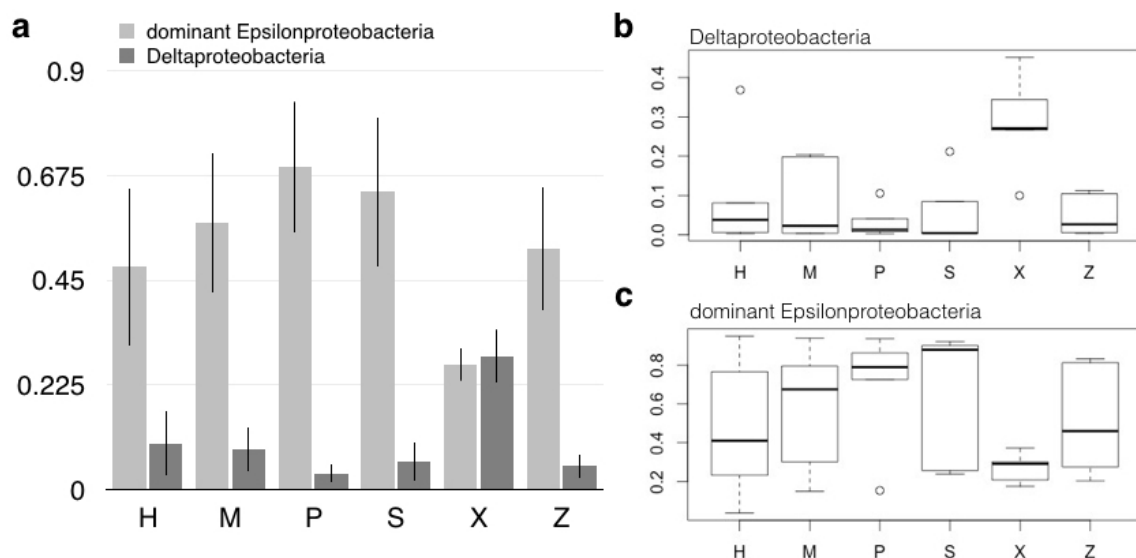 a
dominant Epsilonproteobacteria
Deltaproteobacteria
0.9
0.675
0.45
0.225
0
H M P S X Z
b
Deltaproteobacteria
0.4
0.3
0.2
0.1
0.0
H M P S X Z
c
dominant Epsilonproteobacteria
0.8
0.6
0.4
0.2
H M P S X Z